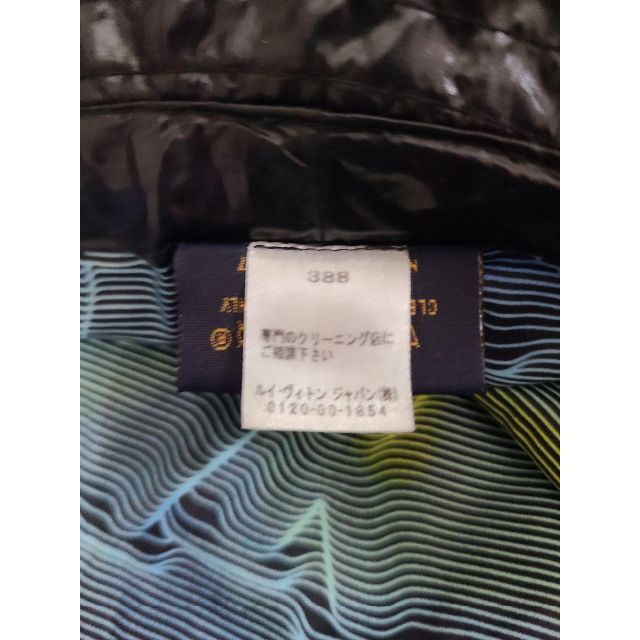 388
専門のクリーニング店に
ご相談下さい
ルイ・ヴィトン ジャパン(株)
0120-00-1854